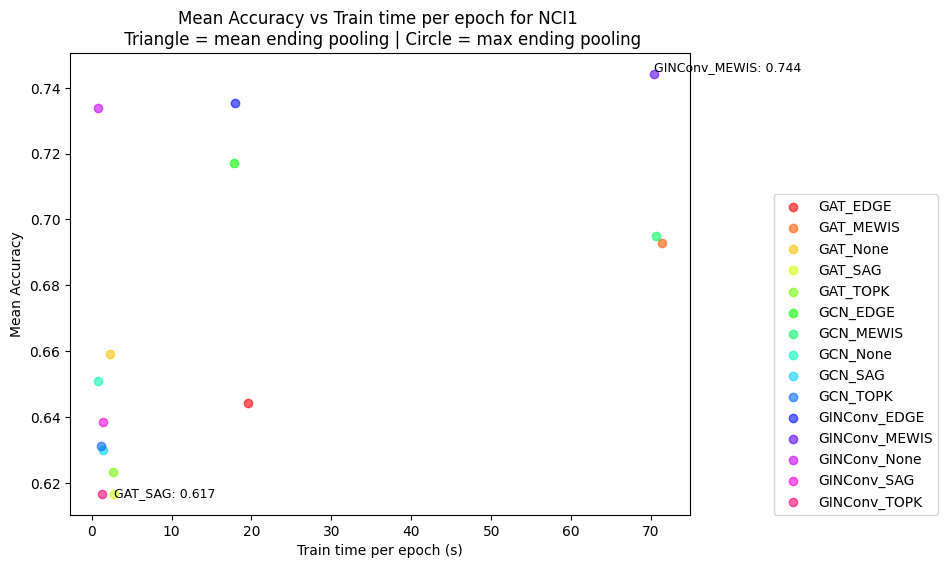 Mean Accuracy vs Train time per epoch for NCI1
Triangle = mean ending pooling | Circle = max ending pooling
GINConv_MEWIS: 0.744
0.74
0.72
0.70
0.68
0.66
0.64
0.62
Mean Accuracy
GAT_SAG: 0.617
0
10
20
30
40
50
60
70
Train time per epoch (s)
GAT_EDGE
GAT_MEWIS
GAT_None
GAT_SAG
GAT_TOPK
GCN_EDGE
GCN_MEWIS
GCN_None
GCN_SAG
GCN_TOPK
GINConv_EDGE
GINConv_MEWIS
GINConv_None
GINConv_SAG
GINConv_TOPK